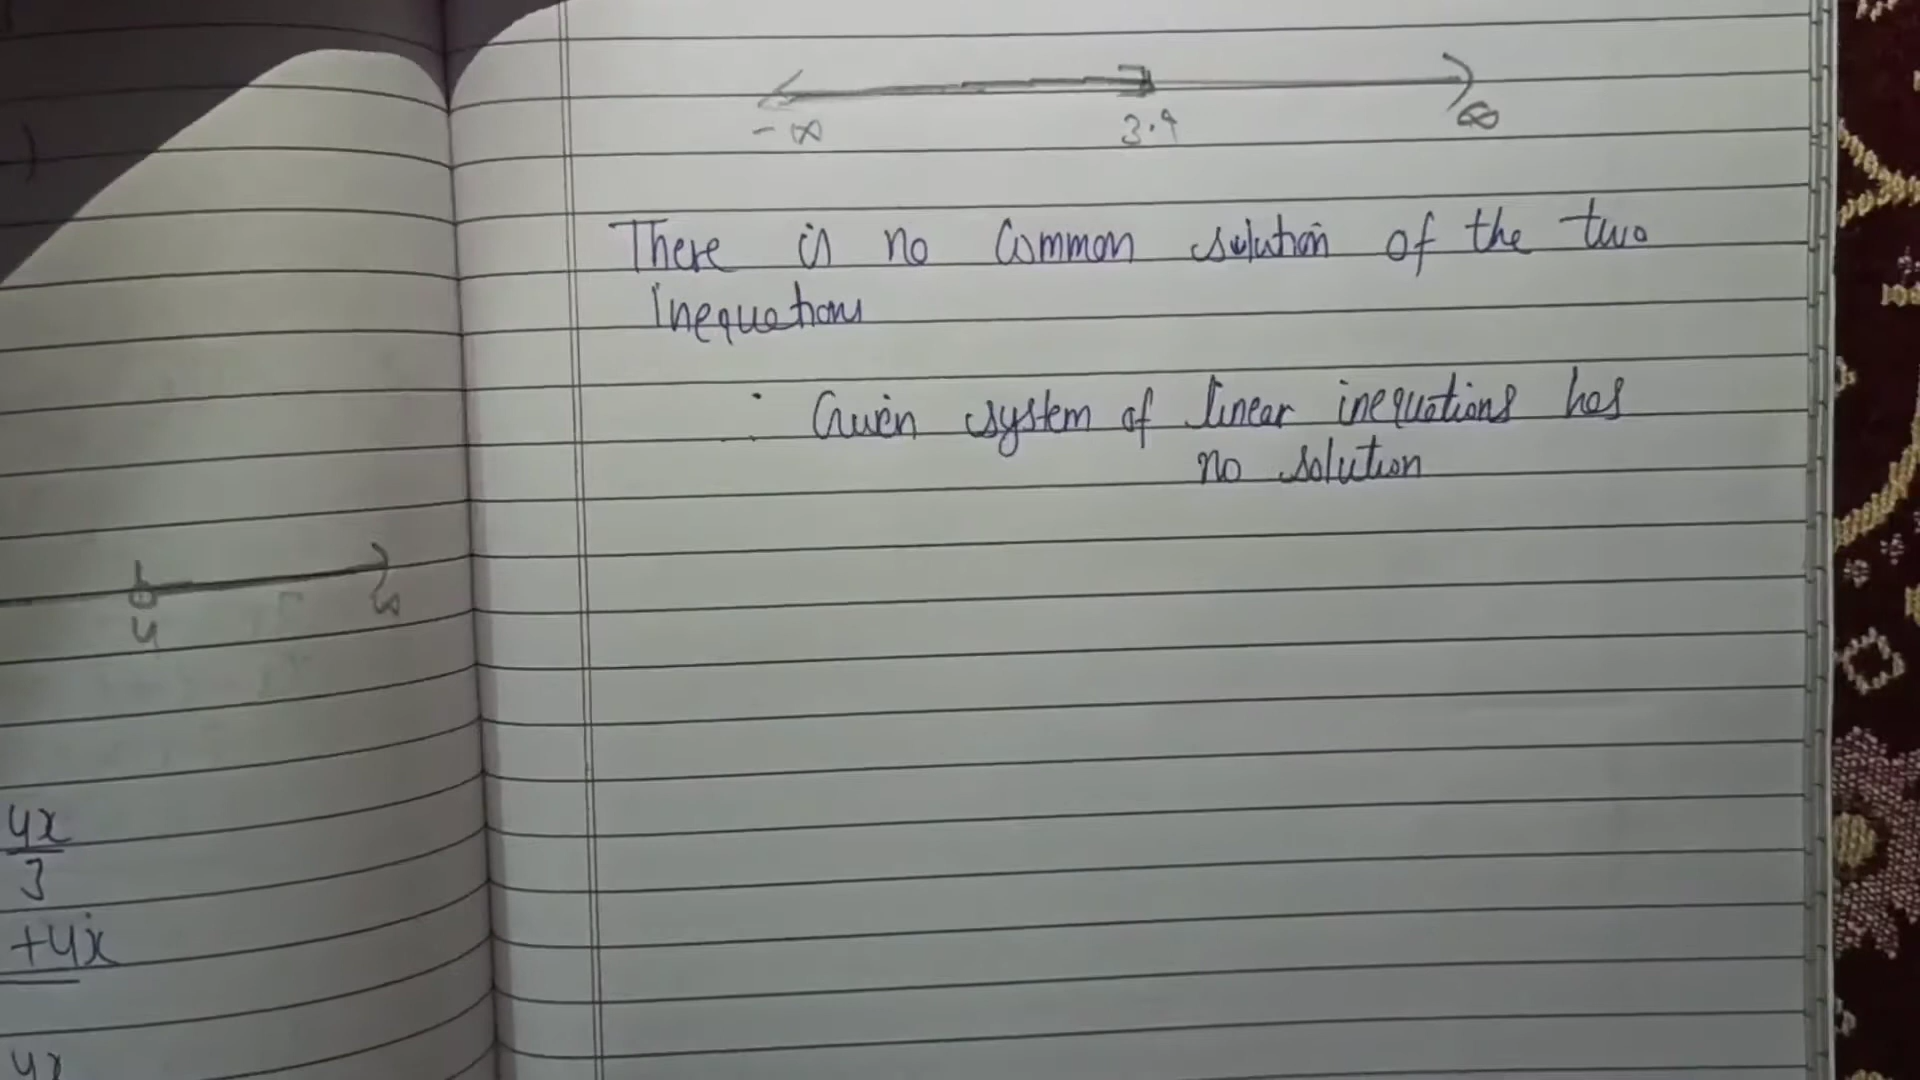 -∞ 3.9 ∞
There is no Common solution of the two
Inequations
∴ Given system of linear inequations has
no solution
4 ∞
4x
3
+4x
4x